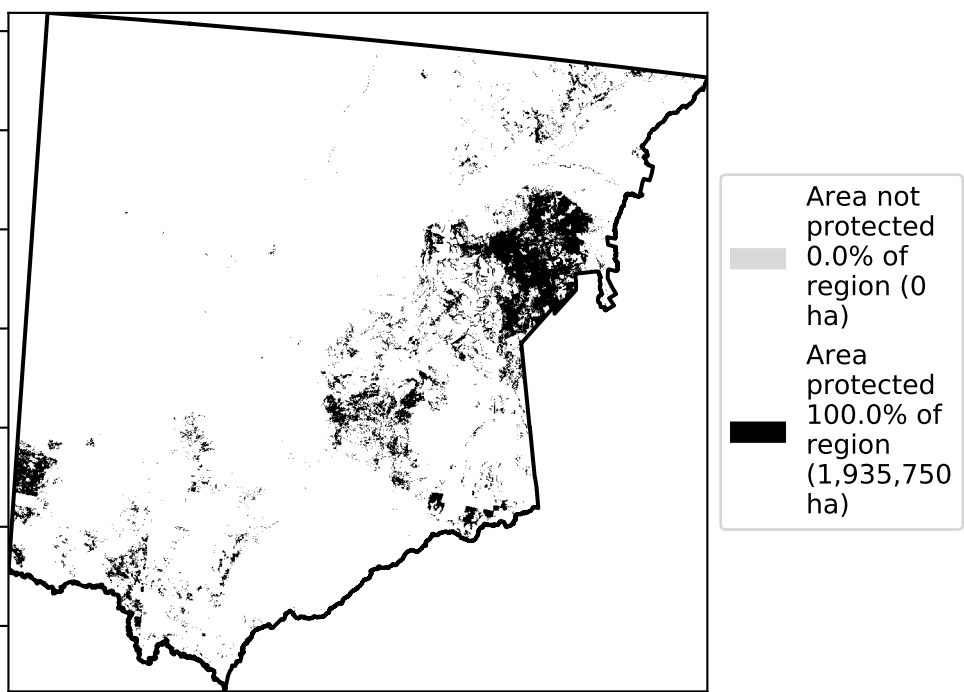 Area not
protected
0.0% of
region (0
ha)
Area
protected
100.0% of
region
(1,935,750
ha)